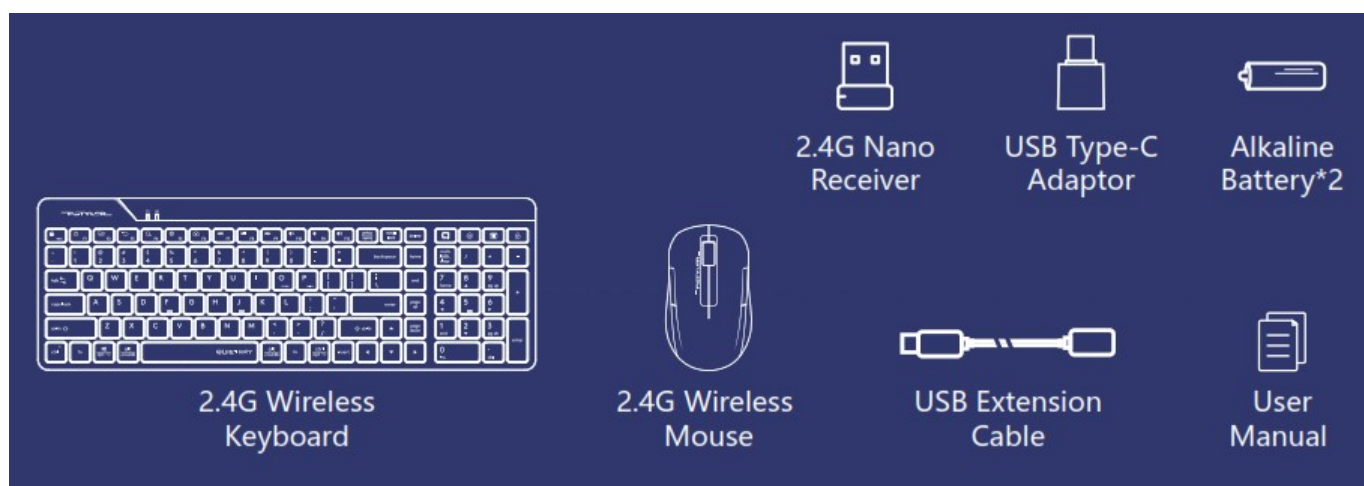 2.4G Nano
Receiver
USB Type-C
Adaptor
Alkaline
Battery*2
2.4G Wireless
Keyboard
2.4G Wireless
Mouse
USB Extension
Cable
User
Manual